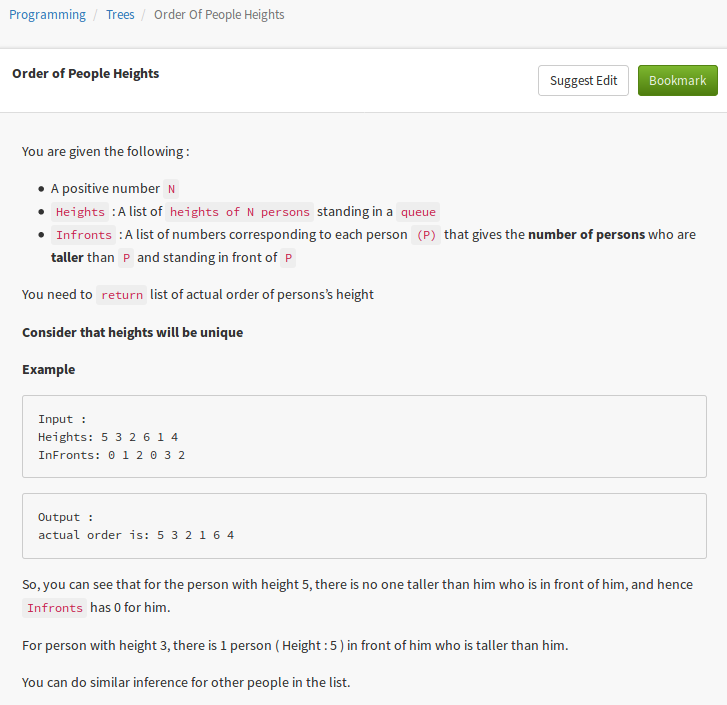 Programming / Trees / Order Of People Heights
Order of People Heights
Suggest Edit
Bookmark
You are given the following :
• A positive number N
• Heights : A list of heights of N persons standing in a queue
• Infronts : A list of numbers corresponding to each person (P) that gives the number of persons who are
taller than P and standing in front of P
You need to return list of actual order of persons's height
Consider that heights will be unique
Example
Input :
Heights: 5 3 2 6 1 4
InFronts: 0 1 2 0 3 2
Output :
actual order is: 5 3 2 1 6 4
So, you can see that for the person with height 5, there is no one taller than him who is in front of him, and hence
Infronts has 0 for him.
For person with height 3, there is 1 person ( Height : 5 ) in front of him who is taller than him.
You can do similar inference for other people in the list.